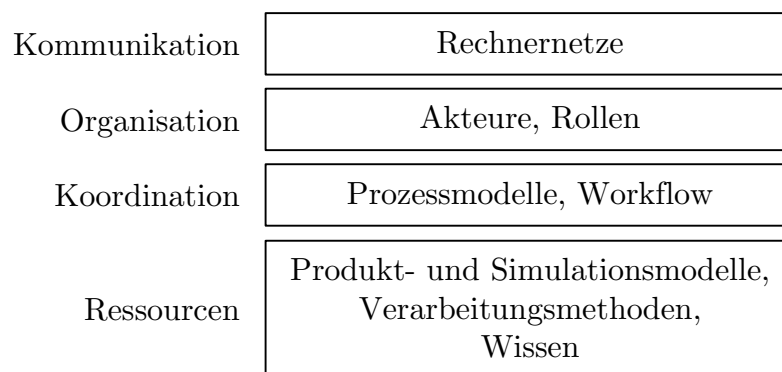 Kommunikation Rechnernetze
Organisation Akteure, Rollen
Koordination Prozessmodelle, Workflow
Produkt- und Simulationsmodelle,
Ressourcen Verarbeitungsmethoden,
Wissen